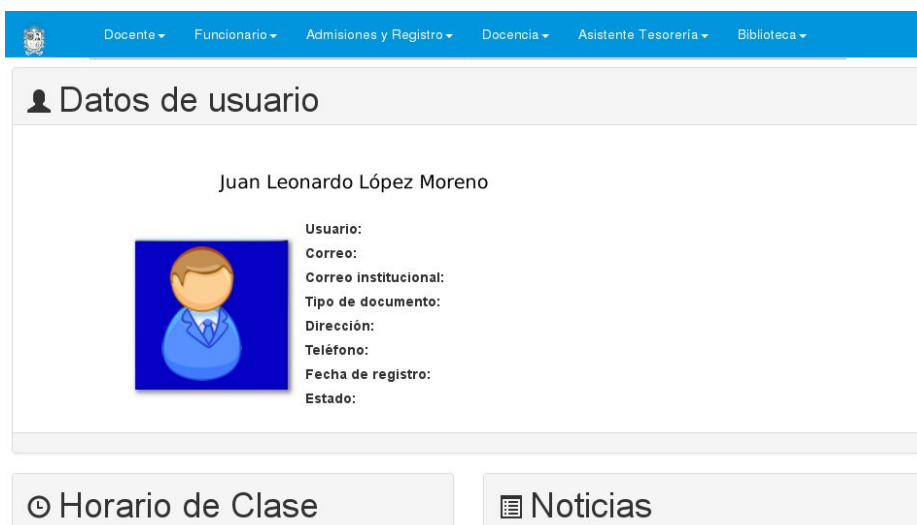 Docente Funcionario Admisiones y Registro Docencia Asistente Tesorería Biblioteca
Datos de usuario
Juan Leonardo López Moreno
Usuario:
Correo:
Correo institucional:
Tipo de documento:
Dirección:
Teléfono:
Fecha de registro:
Estado:
Horario de Clase
Noticias